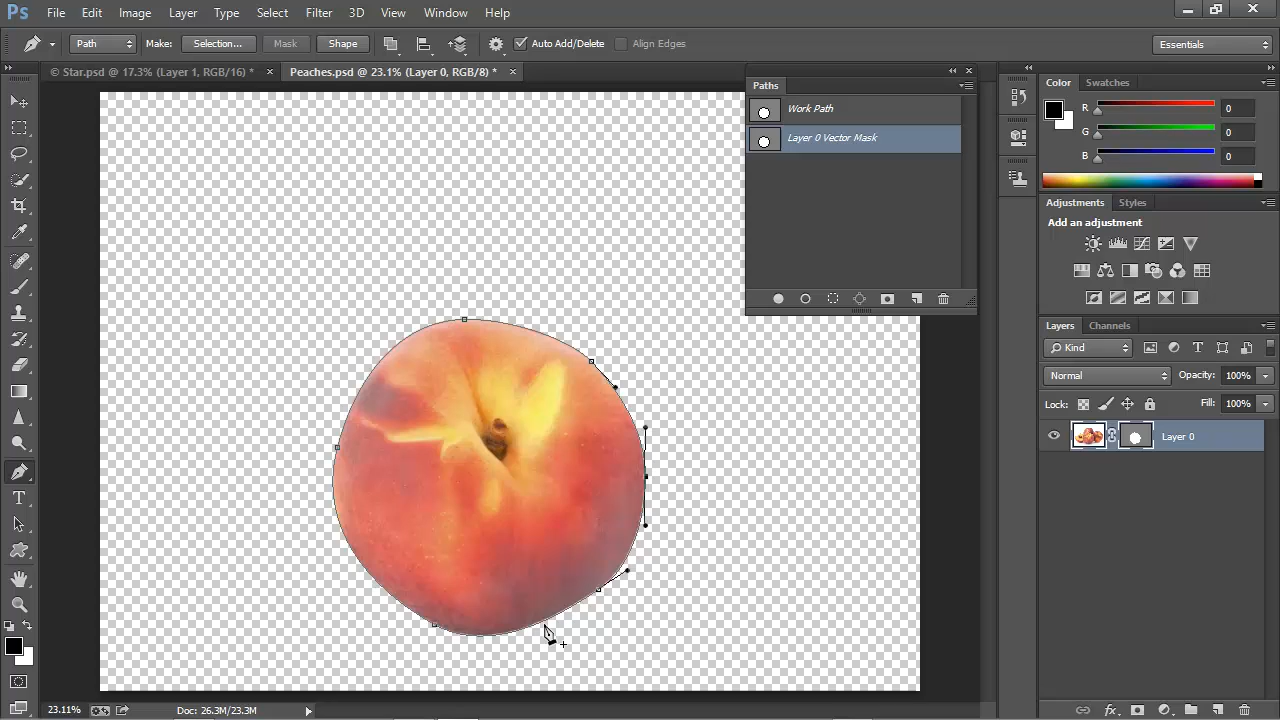 Ps File Edit Image Layer Type Select Filter 3D View Window Help
Path Make: Selection... Mask Shape Auto Add/Delete Align Edges Essentials
© Star.psd @ 17.3% (Layer 1, RGB/16) * × Peaches.psd @ 23.1% (Layer 0, RGB/8) * ×
Paths
Work Path
Layer 0 Vector Mask
Color Swatches
R 0
G 0
B 0
Adjustments Styles
Add an adjustment
Layers Channels
Kind T
Normal Opacity: 100%
Lock: Fill: 100%
Layer 0
T
23.11% Doc: 26.3M/23.3M
fx